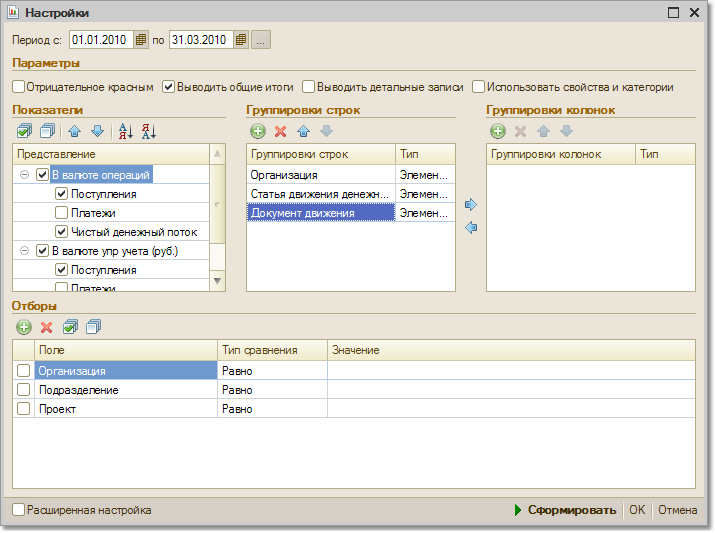 Настройки
Период с: 01.01.2010 по 31.03.2010 ...
Параметры
Отрицательное красным Выводить общие итоги Выводить детальные записи Использовать свойства и категории
Показатели Группировки строк Группировки колонок
Представление Группировки строк Тип Группировки колонок Тип
В валюте операций Организация Элемен...
Поступления Статья движения денежн... Элемен...
Платежи Документ движения Элемен...
Чистый денежный поток
В валюте упр учета (руб.)
Поступления
Платежи
Отборы
Поле Тип сравнения Значение
Организация Равно
Подразделение Равно
Проект Равно
Расширенная настройка Сформировать OK Отмена